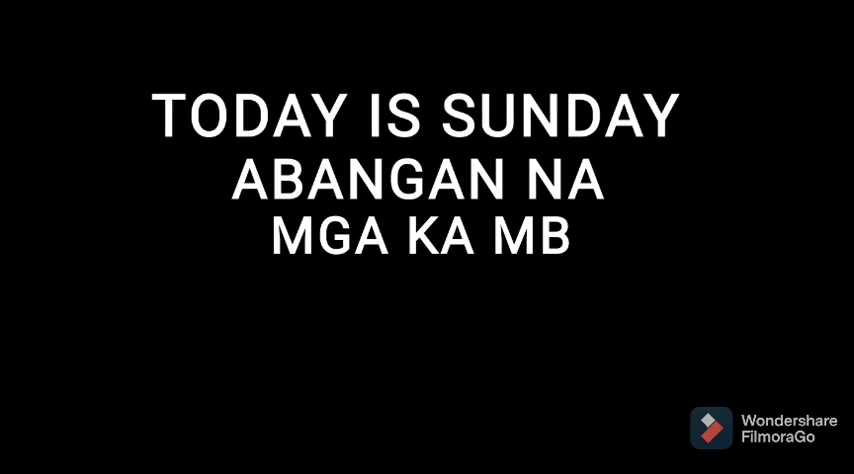 TODAY IS SUNDAY
ABANGAN NA
MGA KA MB
Wondershare
FilmoraGo